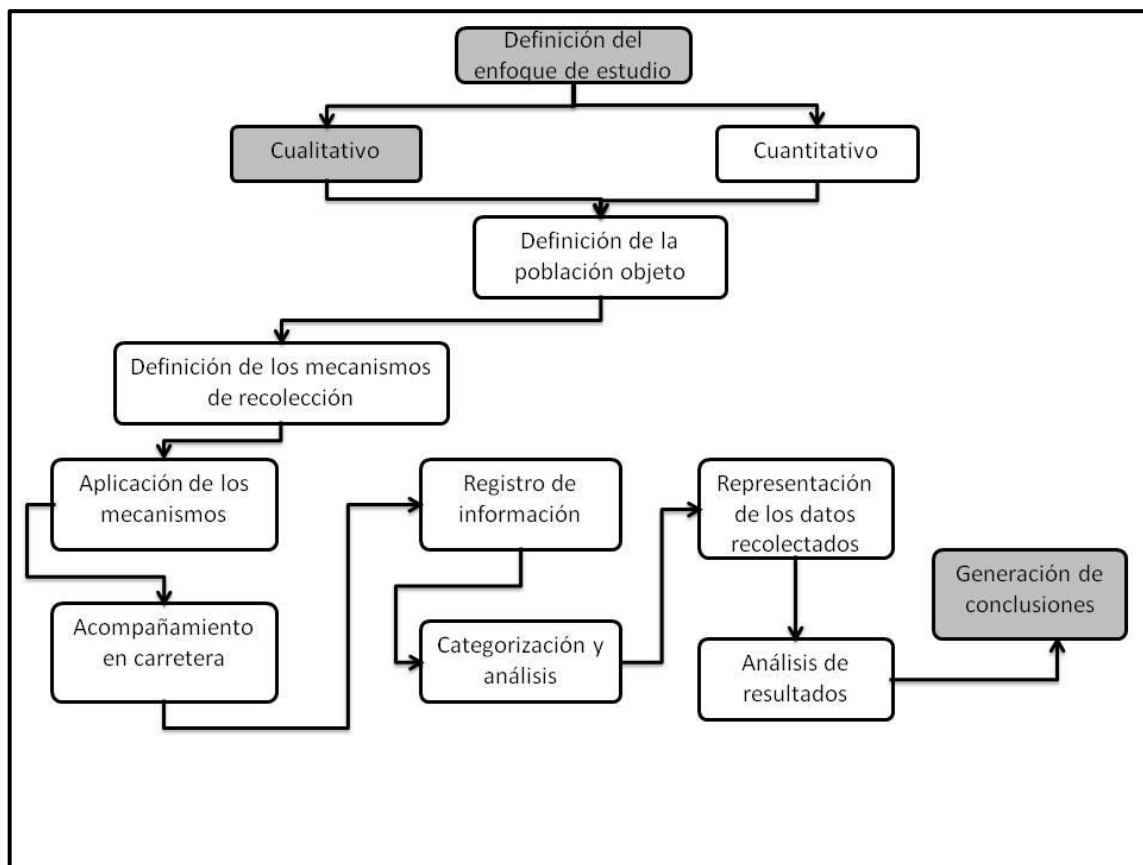 Definición del
enfoque de estudio
Cualitativo
Cuantitativo
Definición de la
población objeto
Definición de los mecanismos
de recolección
Aplicación de los
mecanismos
Acompañamiento
en carretera
Registro de
información
Categorización y
análisis
Representación
de los datos
recolectados
Análisis de
resultados
Generación de
conclusiones